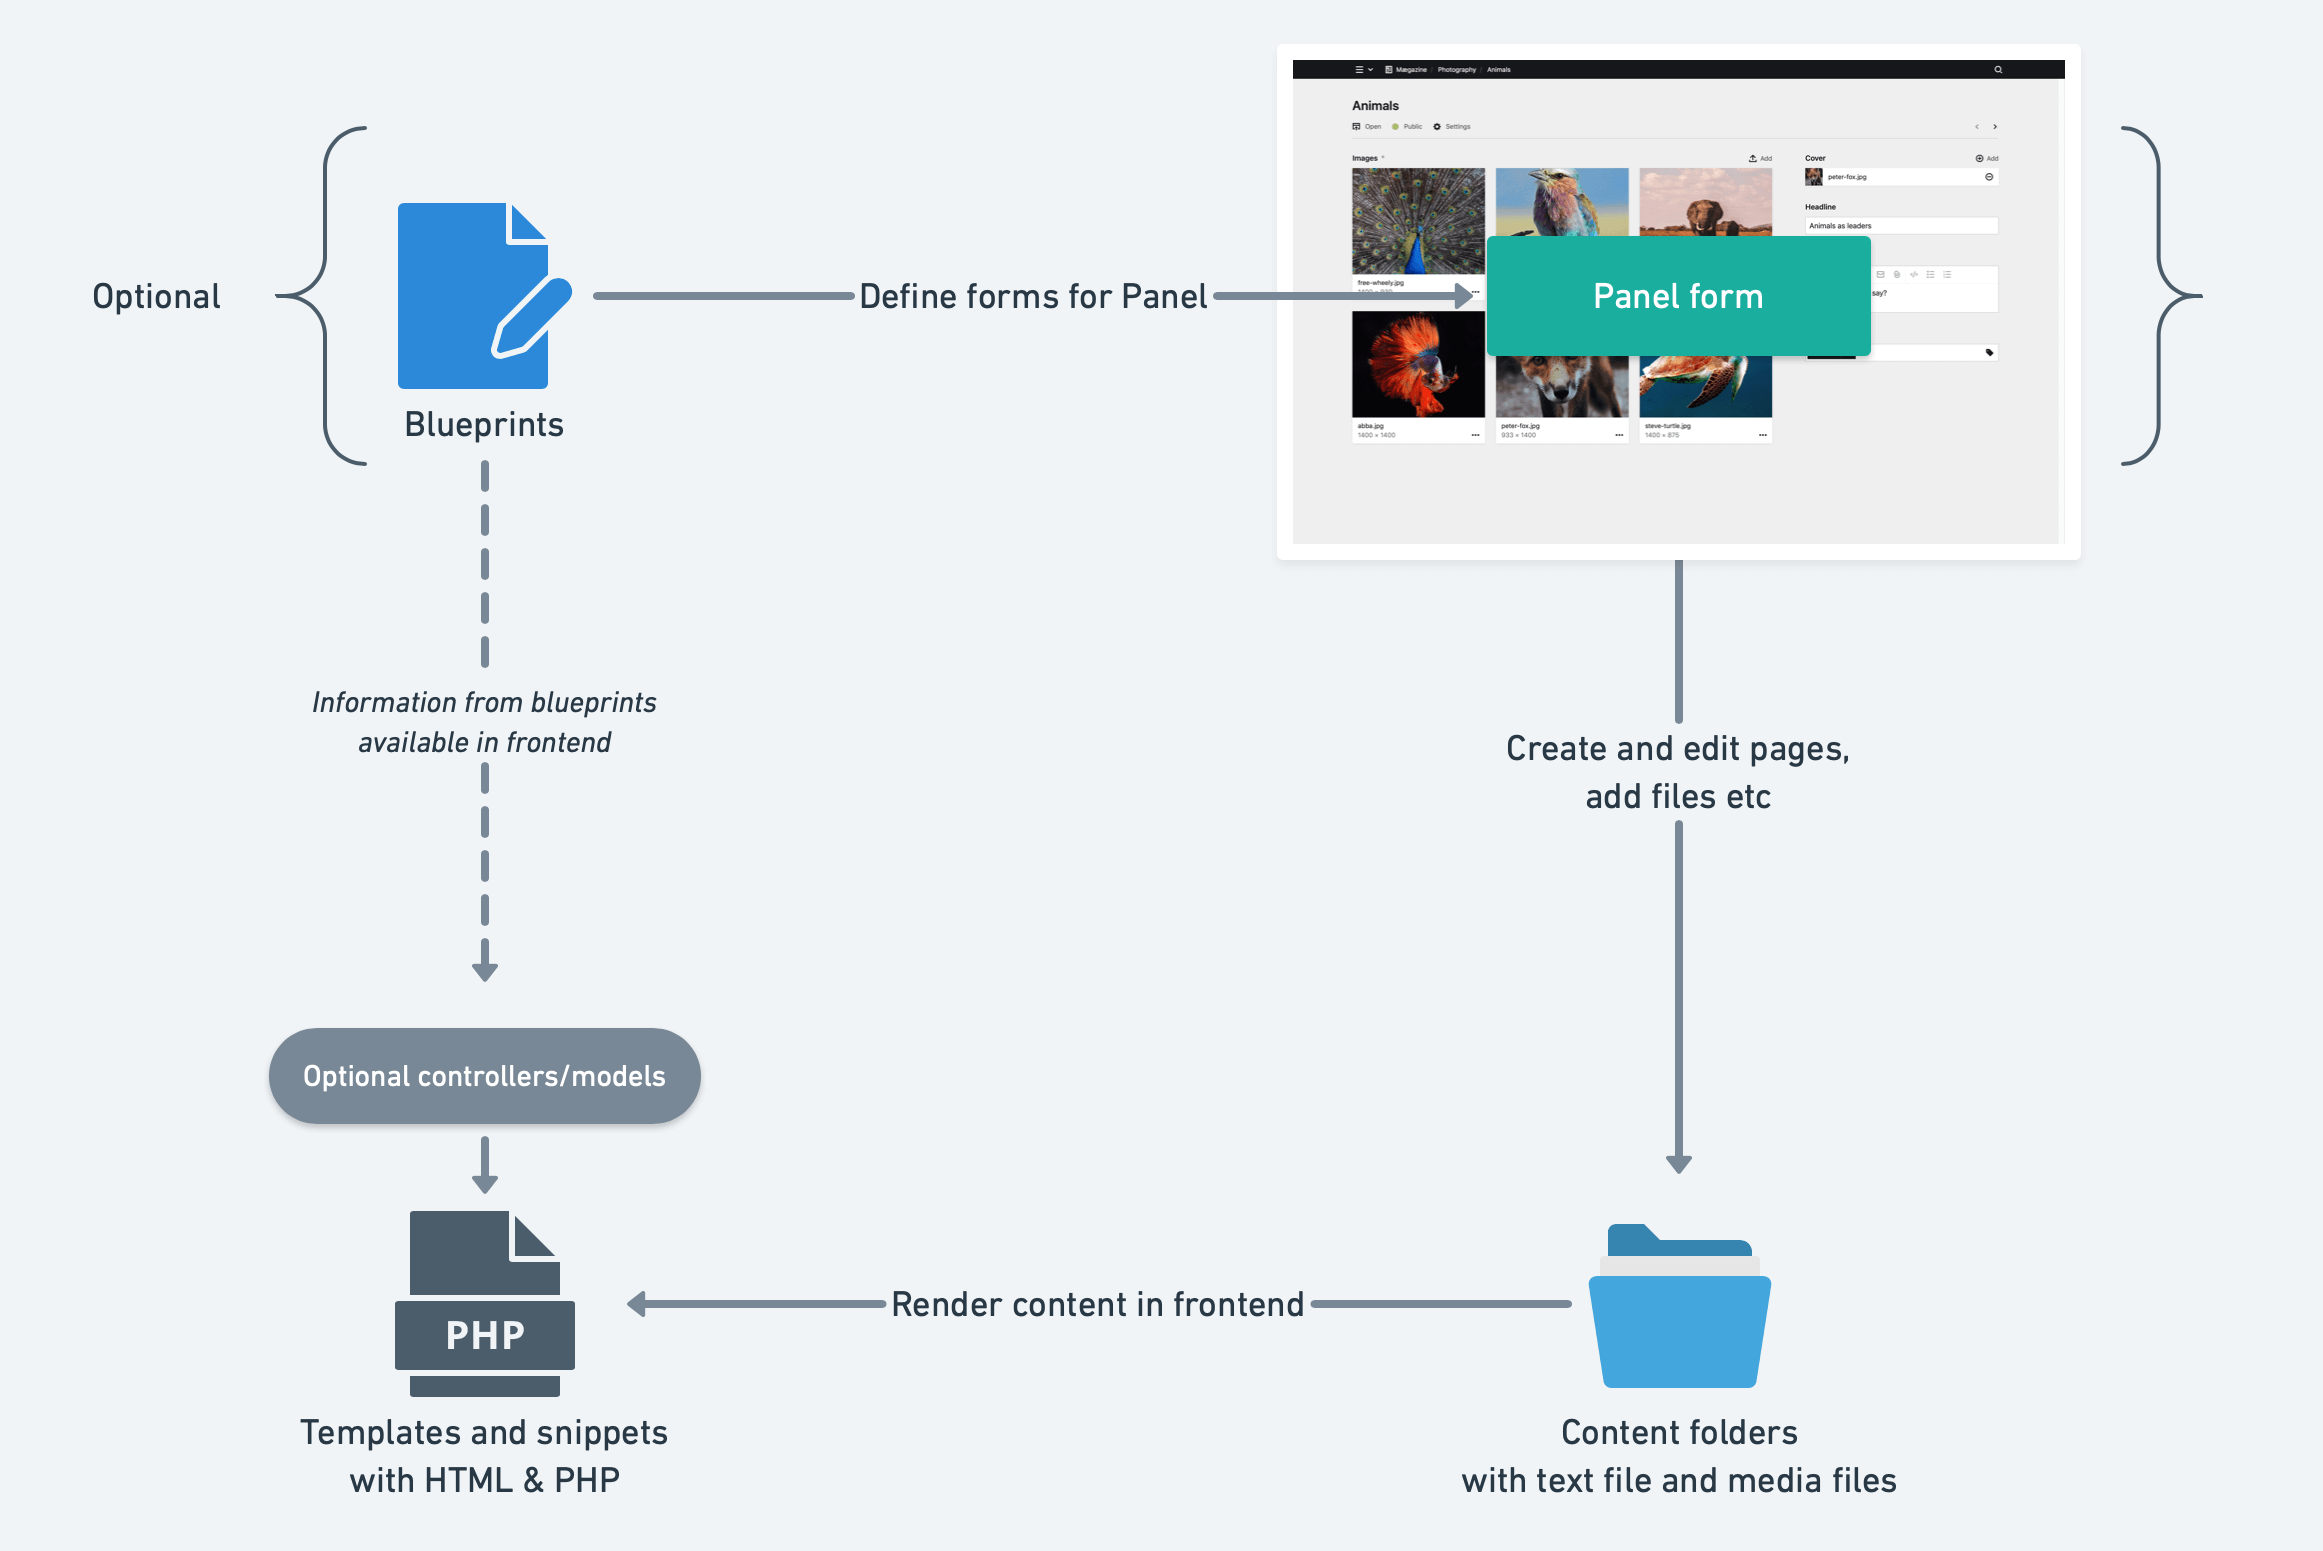 Mægazine / Photography / Animals
Animals
Open Public Settings
Images *
Add
Cover
Add
peter-fox.jpg
Headline
Animals as leaders
say?
free-wheely.jpg
abba.jpg
1400 × 1400
peter-fox.jpg
933 × 1400
steve-turtle.jpg
1400 × 875
Optional
Blueprints
Define forms for Panel
Panel form
Information from blueprints
available in frontend
Create and edit pages,
add files etc
Optional controllers/models
PHP
Templates and snippets
with HTML & PHP
Render content in frontend
Content folders
with text file and media files